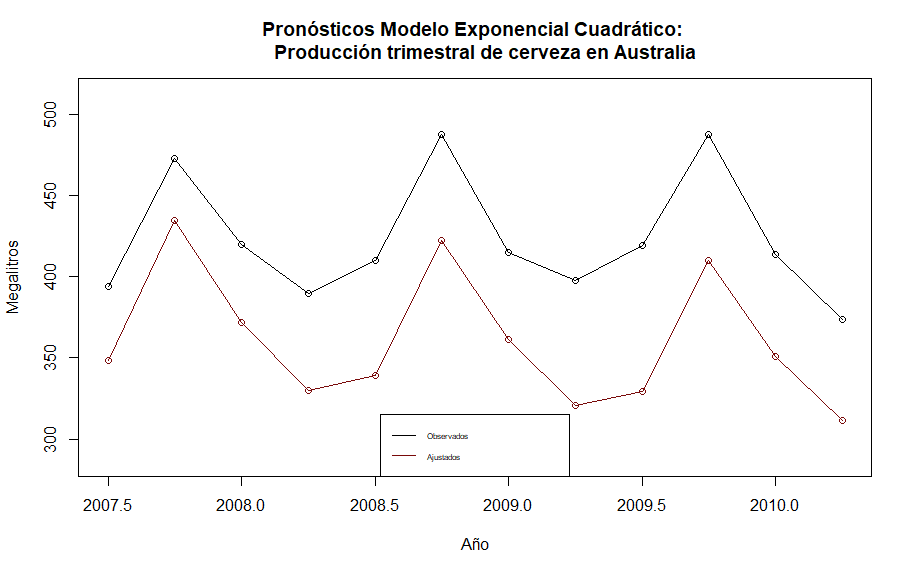 Pronósticos Modelo Exponencial Cuadrático:
Producción trimestral de cerveza en Australia
500
450
400
350
300
Megalitros
Observados
Ajustados
2007.5 2008.0 2008.5 2009.0 2009.5 2010.0
Año